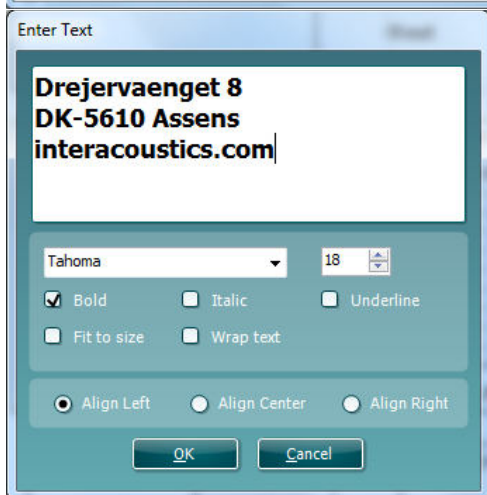 Enter Text
Drejervaenget 8
DK-5610 Assens
interacoustics.com
Tahoma 18
Bold Italic Underline
Fit to size Wrap text
Align Left Align Center Align Right
OK Cancel